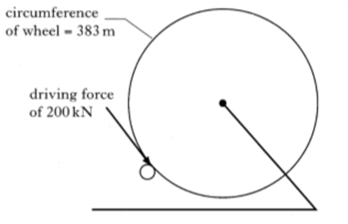 circumference
of wheel = 383 m
driving force
of 200 kN